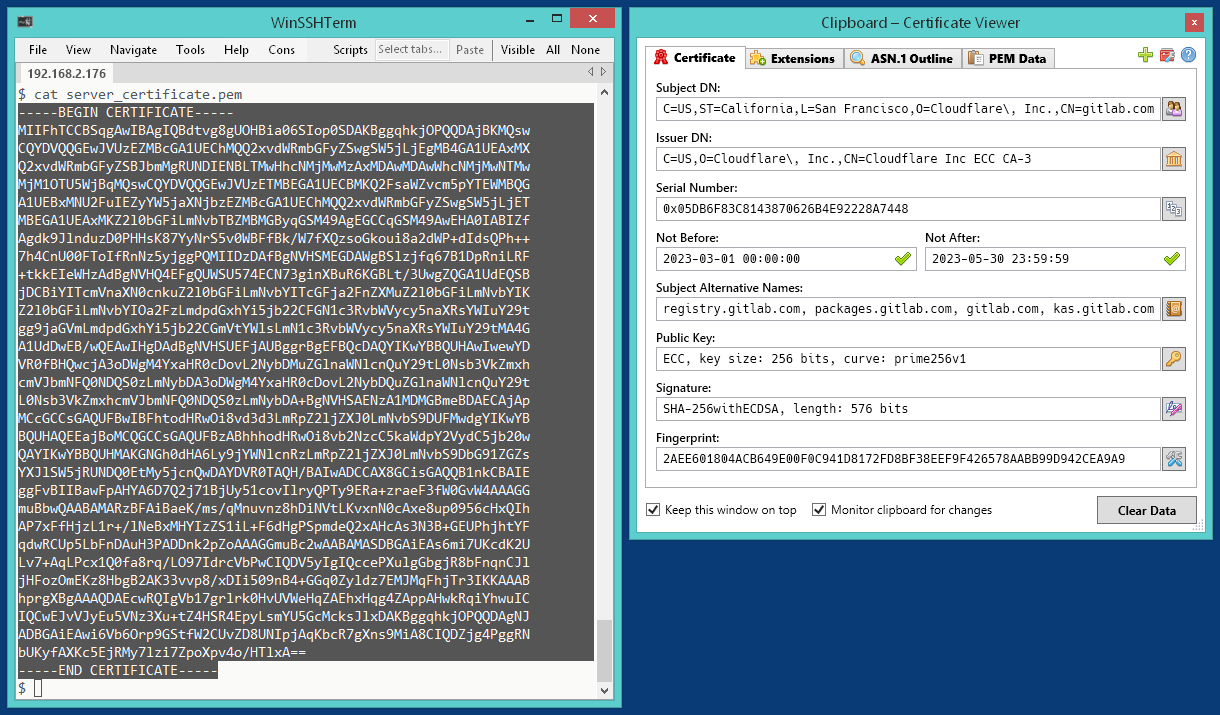 WinSSHTerm
File View Navigate Tools Help Cons Scripts Select tabs... Paste Visible All None
192.168.2.176
$ cat server_certificate.pem
-----BEGIN CERTIFICATE-----
MIIFhTCCBSqgAwIBAgIQBdtvg8gUOHBia06SIop0SDAKBggqhkjOPQQDAjBKMQsw
CQYDVQQGEwJVUzEZMBcGA1UEChMQQ2xvdWRmbGFyZSwgSW5jLjEgMB4GA1UEAxMX
Q2xvdWRmbGFyZSBJbmMgRUNDIENBLTMwHhcNMjMwMzAxMDAwMDAwWhcNMjMwNTMw
MjM1OTU5WjBqMQswCQYDVQQGEwJVUzETMBEGA1UECBMKQ2FsaWZvcm5pYTEWMBQG
A1UEBxMNU2FuIEZyYW5jaXNjbzEZMBcGA1UEChMQQ2xvdWRmbGFyZSwgSW5jLjET
MBEGA1UEAxMKZ2l0bGFiLmNvbTBZMBMGByqGSM49AgEGCCqGSM49AwEHA0IABIZf
Agdk9JlnduzD0PHHsK87YyNrS5v0WBFfBk/W7fXQzsoGkoui8a2dWP+dIdsQPh++
7h4CnU00FToIfRnNz5yjggPQMIIDzDAfBgNVHSMEGDAWgBSlzjfq67B1DpRniLRF
+tkkEIeWHzAdBgNVHQ4EFgQUWSU574ECN73ginXBuR6KGBLt/3UwgZQGA1UdEQSB
jDCBiYITcmVnaXN0cnkuZ2l0bGFiLmNvbYITcGFja2FnZXMuZ2l0bGFiLmNvbYIK
Z2l0bGFiLmNvbYIOa2FzLmdpdGxhYi5jb22CFGN1c3RvbWVycy5naXRsYWIuY29t
gg9jaGVmLmdpdGxhYi5jb22CGmVtYWlsLmN1c3RvbWVycy5naXRsYWIuY29tMA4G
A1UdDwEB/wQEAwIHgDAdBgNVHSUEFjAUBggrBgEFBQcDAQYIKwYBBQUHAwIwewYD
VR0fBHQwcjA3oDWgM4YxaHR0cDovL2NybDMuZGlnaWNlcnQuY29tL0Nsb3VkZmxh
cmVJbmNFQ0NDQS0zLmNybDA3oDWgM4YxaHR0cDovL2NybDQuZGlnaWNlcnQuY29t
L0Nsb3VkZmxhcmVJbmNFQ0NDQS0zLmNybDA+BgNVHSAENzA1MDMGBmeBDAECAjAp
MCcGCCsGAQUFBwIBFhtodHRwOi8vd3d3LmRpZ2ljZXJ0LmNvbS9DUFMwdgYIKwYB
BQUHAQEEajBoMCQGCCsGAQUFBzABhhhodHRwOi8vb2NzcC5kaWdpY2VydC5jb20w
QAYIKwYBBQUHMAKGNGh0dHA6Ly9jYWNlcnRzLmRpZ2ljZXJ0LmNvbS9DbG91ZGZs
YXJlSW5jRUNDQ0EtMy5jcnQwDAYDVR0TAQH/BAIwADCCAX8GCisGAQQB1nkCBAIE
ggFvBIIBawFpAHYA6D7Q2j71BjUy51covIlryQPTy9ERa+zraeF3fW0GvW4AAAGG
muBbwQAABAMARzBFAiBaeK/ms/qMnuvnz8hDiNVtLKvxnN0cAxe8up0956cHxQIh
AP7xFfHjzL1r+/lNeBxMHYIzZS1iL+F6dHgPSpmdeQ2xAHcAs3N3B+GEUPhjhtYF
qdwRCUp5LbFnDAuH3PADDnk2pZoAAAGGmuBc2wAABAMASDBGAiEAs6mi7UKcdK2U
Lv7+AqLPcx1Q0fa8rq/LO97IdrcVbPwCIQDV5yIgIQccePXulgGbgjR8bFnqnCJl
jHFozOmEKz8HbgB2AK33vvp8/xDIi509nB4+GGq0Zyldz7EMJMqFhjTr3IKKAAAB
hprgXBgAAAQDAEcwRQIgVb17grlrk0HvUVWeHqZAEhxHqg4ZAppAHwkRqiYhwuIC
IQCwEJvVJyEu5VNz3Xu+tZ4HSR4EpyLsmYU5GcMcksJlxDAKBggqhkjOPQQDAgNJ
ADBGAiEAwi6Vb6Orp9GStfW2CUvZD8UNIpjAqKbcR7gXns9MiA8CIQDZjg4PggRN
bUKyfAXKc5EjRMy7lzi7ZpoXpv4o/HTlxA==
-----END CERTIFICATE-----
$
Clipboard – Certificate Viewer
Certificate Extensions ASN.1 Outline PEM Data
Subject DN:
C=US,ST=California,L=San Francisco,O=Cloudflare\, Inc.,CN=gitlab.com
Issuer DN:
C=US,O=Cloudflare\, Inc.,CN=Cloudflare Inc ECC CA-3
Serial Number:
0x05DB6F83C8143870626B4E92228A7448
Not Before: Not After:
2023-03-01 00:00:00 2023-05-30 23:59:59
Subject Alternative Names:
registry.gitlab.com, packages.gitlab.com, gitlab.com, kas.gitlab.com
Public Key:
ECC, key size: 256 bits, curve: prime256v1
Signature:
SHA-256withECDSA, length: 576 bits
Fingerprint:
2AEE601804ACB649E00F0C941D8172FD8BF38EEF9F426578AABB99D942CEA9A9
Keep this window on top Monitor clipboard for changes Clear Data